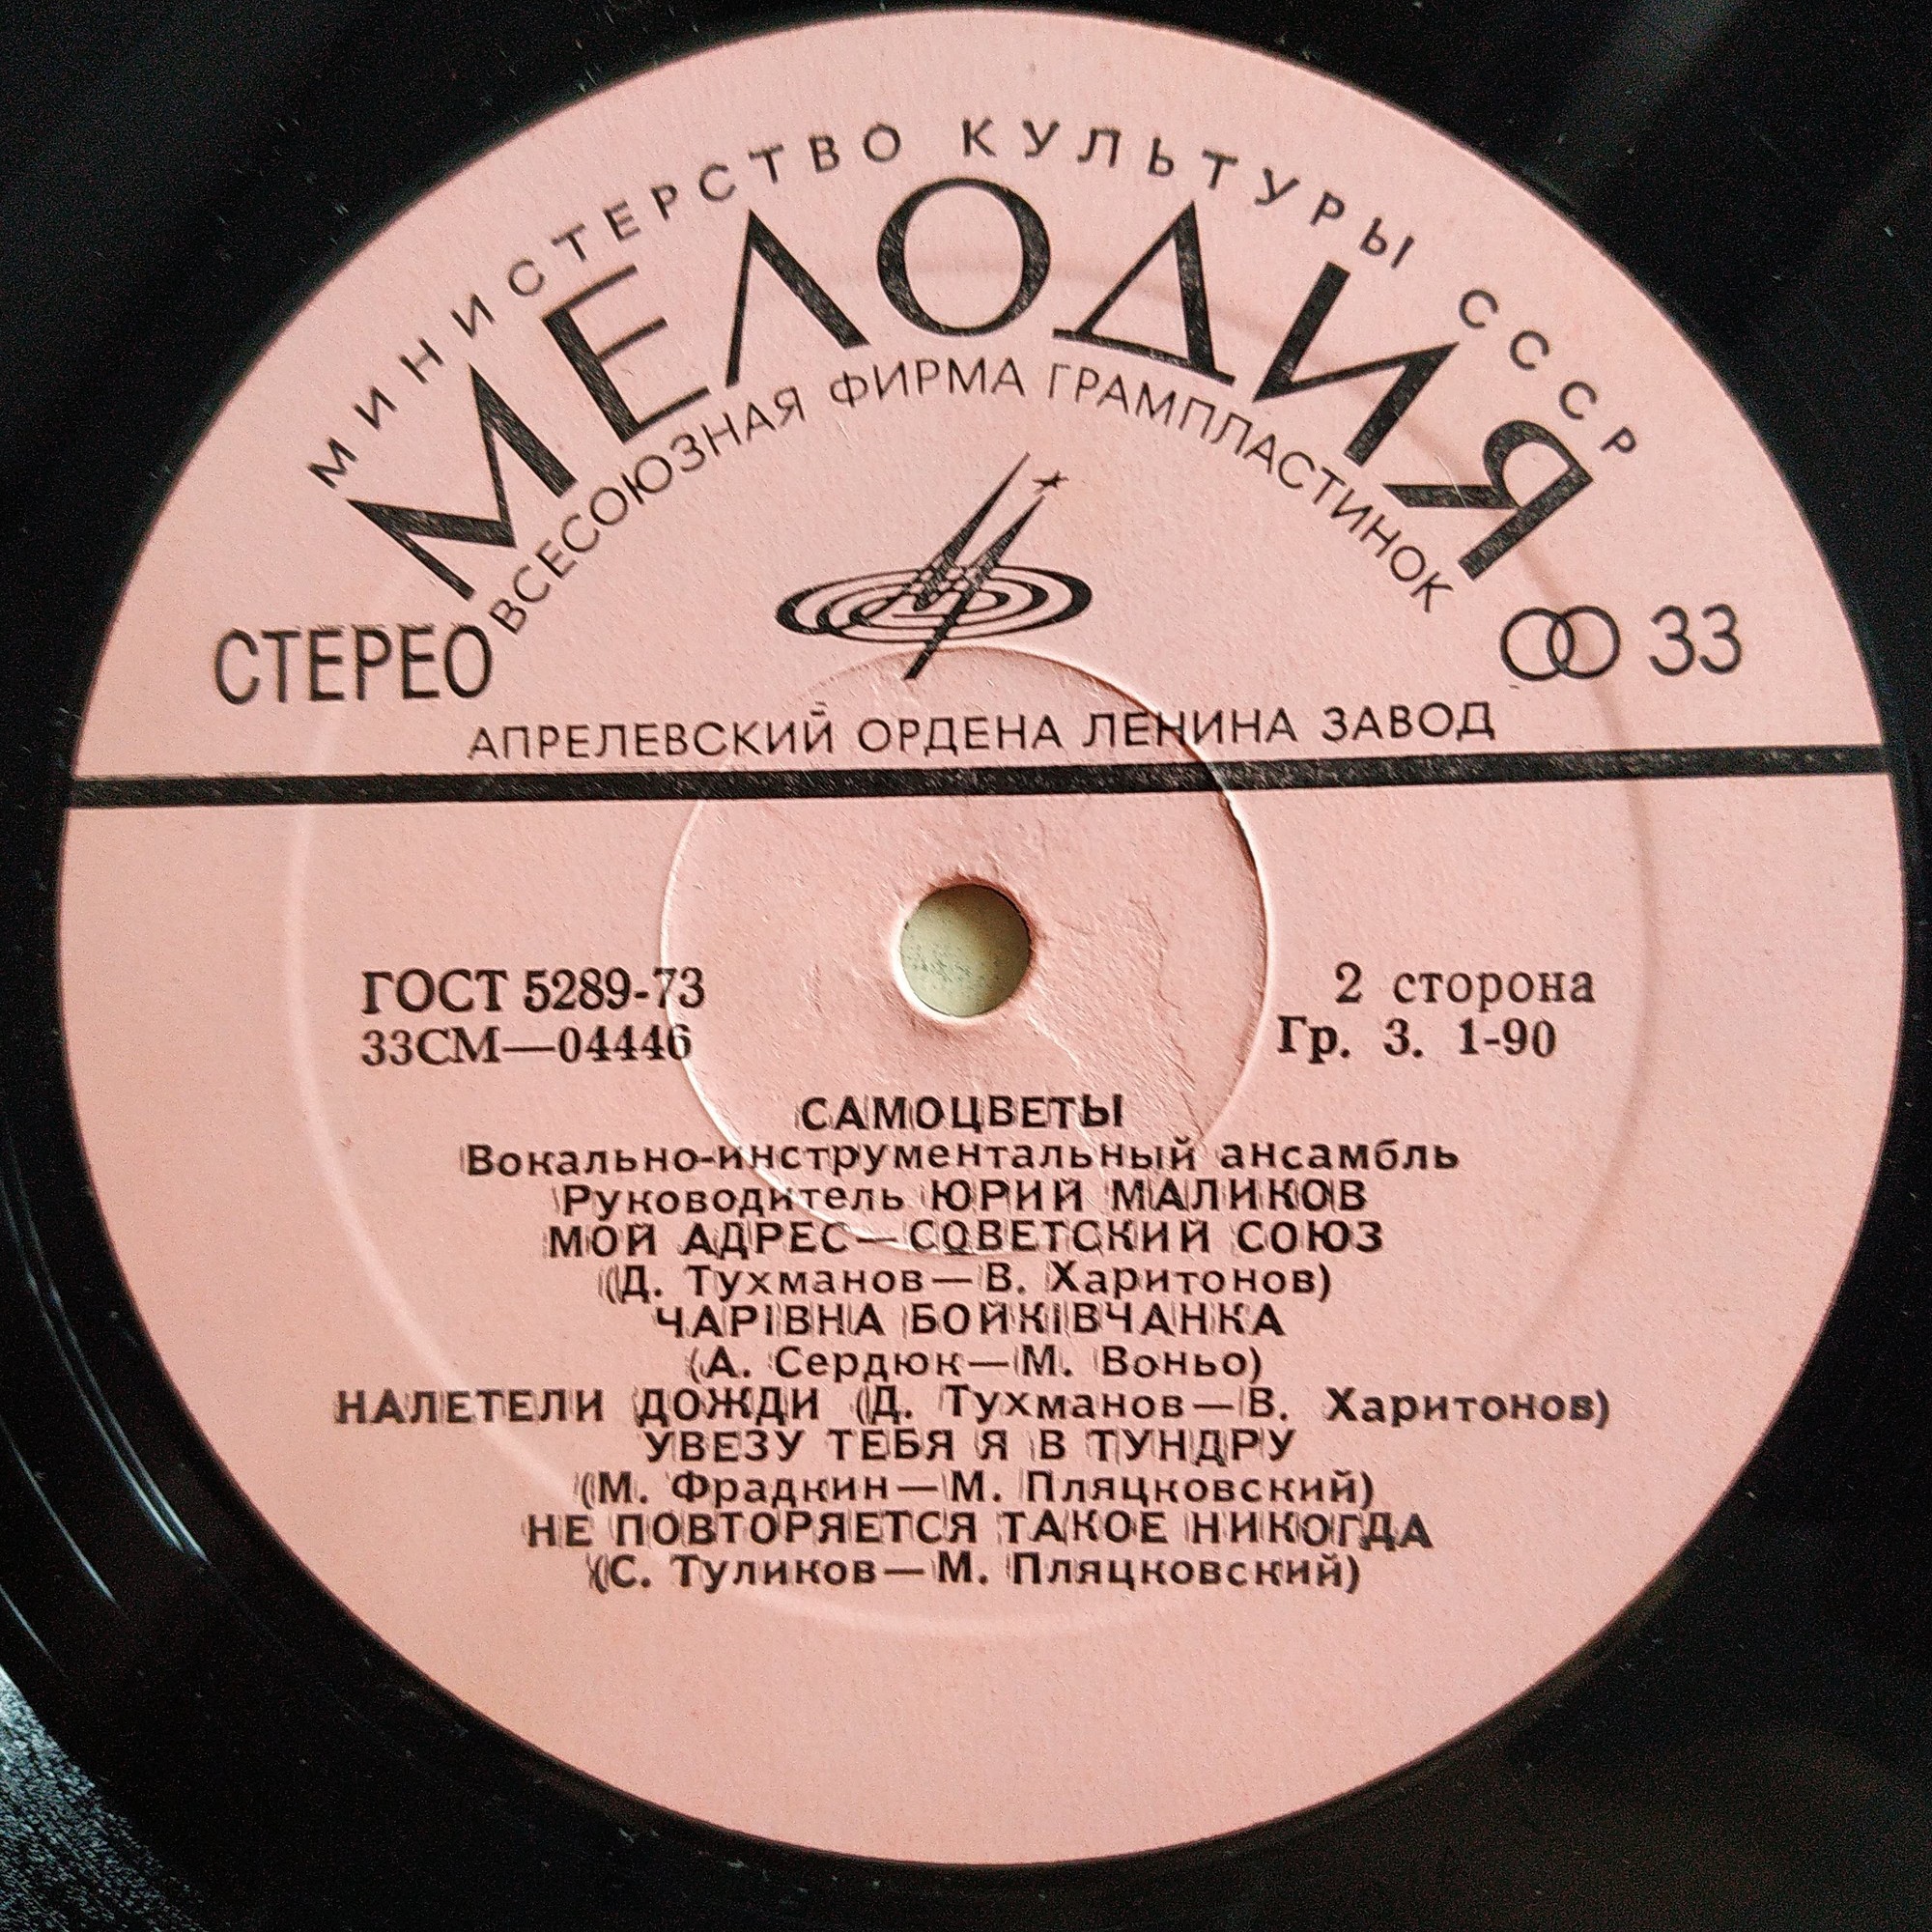 МИНИСТЕРСТВО КУЛЬТУРЫ СССР
МЕЛОДИЯ
ВСЕСОЮЗНАЯ ФИРМА ГРАМПЛАСТИНОК
СТЕРЕО
33
АПРЕЛЕВСКИЙ ОРДЕНА ЛЕНИНА ЗАВОД
ГОСТ 5289-73
33СМ—04446
2 сторона
Гр. 3. 1-90
САМОЦВЕТЫ
Вокально-инструментальный ансамбль
Руководитель ЮРИЙ МАЛИКОВ
МОЙ АДРЕС—СОВЕТСКИЙ СОЮЗ
(Д. Тухманов—В. Харитонов)
ЧАРІВНА БОЙКІВЧАНКА
(А. Сердюк—М. Воньо)
НАЛЕТЕЛИ ДОЖДИ (Д. Тухманов—В. Харитонов)
УВЕЗУ ТЕБЯ Я В ТУНДРУ
(М. Фрадкин—М. Пляцковский)
НЕ ПОВТОРЯЕТСЯ ТАКОЕ НИКОГДА
(С. Туликов—М. Пляцковский)